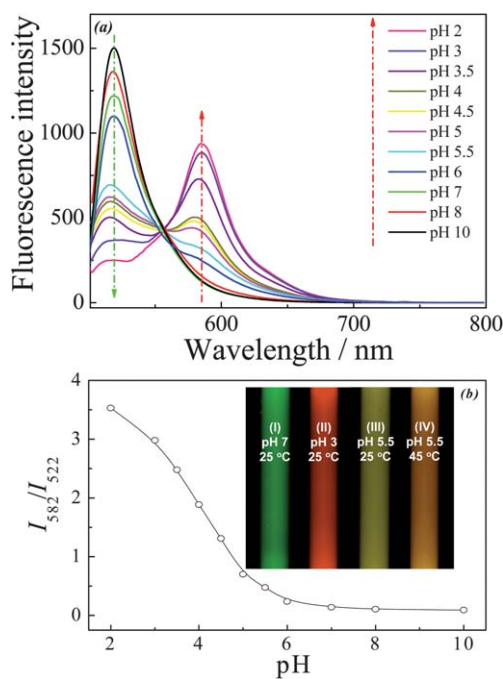 (a)
1500
1000
500
0
Fluorescence intensity
pH 2
pH 3
pH 3.5
pH 4
pH 4.5
pH 5
pH 5.5
pH 6
pH 7
pH 8
pH 10
600 700 800
Wavelength / nm
(b)
4
3
2
1
0
I582/I522
(I) (II) (III) (IV)
pH 7 pH 3 pH 5.5 pH 5.5
25 °C 25 °C 25 °C 45 °C
2 4 6 8 10
pH